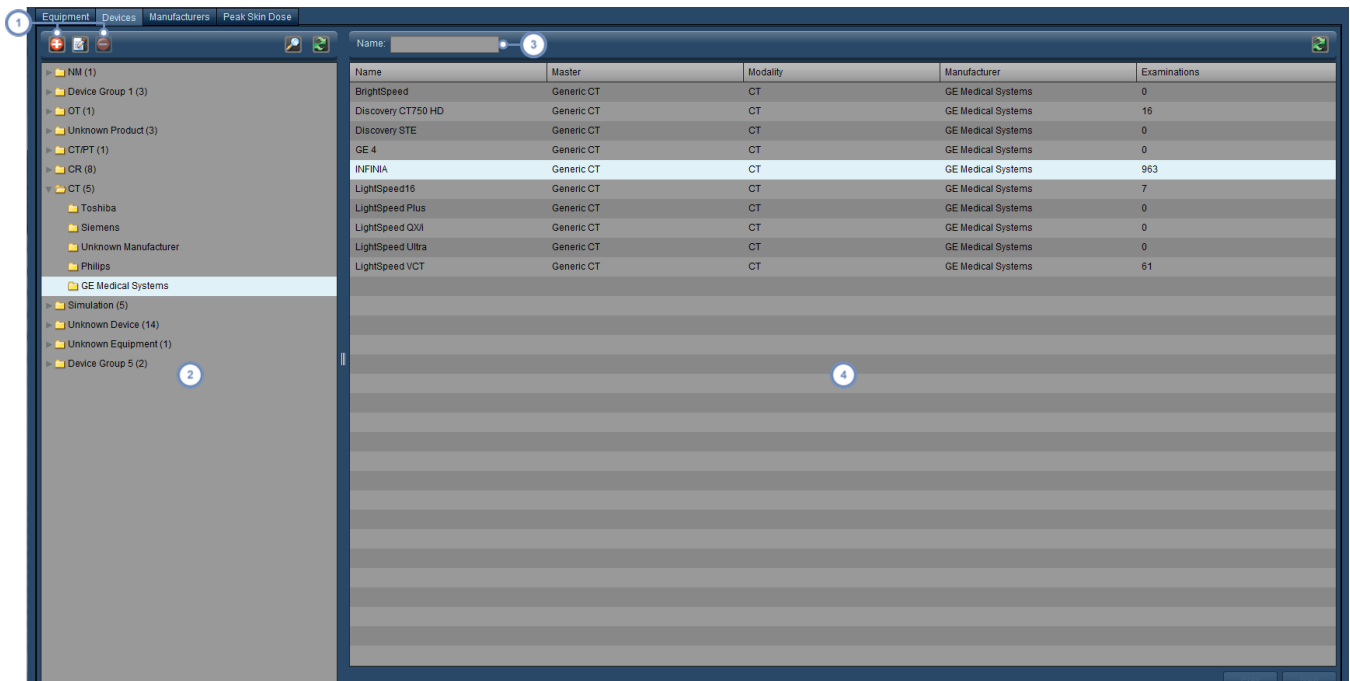 Equipment Devices Manufacturers Peak Skin Dose
1
Name: 3
NM (1)
Device Group 1 (3)
OT (1)
Unknown Product (3)
CT/PT (1)
CR (8)
CT (5)
Toshiba
Siemens
Unknown Manufacturer
Philips
GE Medical Systems
Simulation (5)
Unknown Device (14)
Unknown Equipment (1)
Device Group 5 (2)
2
Name Master Modality Manufacturer Examinations
BrightSpeed Generic CT CT GE Medical Systems 0
Discovery CT750 HD Generic CT CT GE Medical Systems 16
Discovery STE Generic CT CT GE Medical Systems 0
GE 4 Generic CT CT GE Medical Systems 0
INFINIA Generic CT CT GE Medical Systems 963
LightSpeed16 Generic CT CT GE Medical Systems 7
LightSpeed Plus Generic CT CT GE Medical Systems 0
LightSpeed QX/i Generic CT CT GE Medical Systems 0
LightSpeed Ultra Generic CT CT GE Medical Systems 0
LightSpeed VCT Generic CT CT GE Medical Systems 61
4